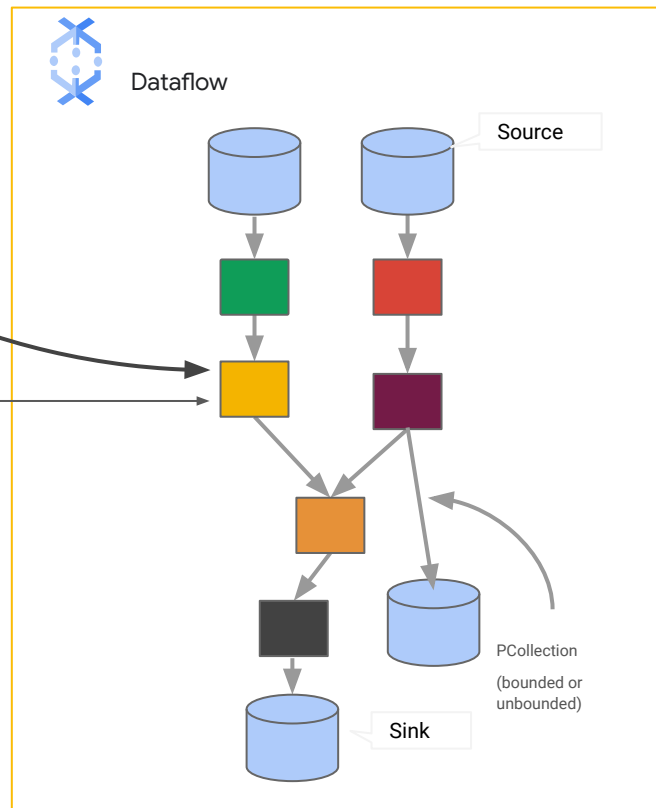 Dataflow
Source
PCollection
(bounded or
unbounded)
Sink